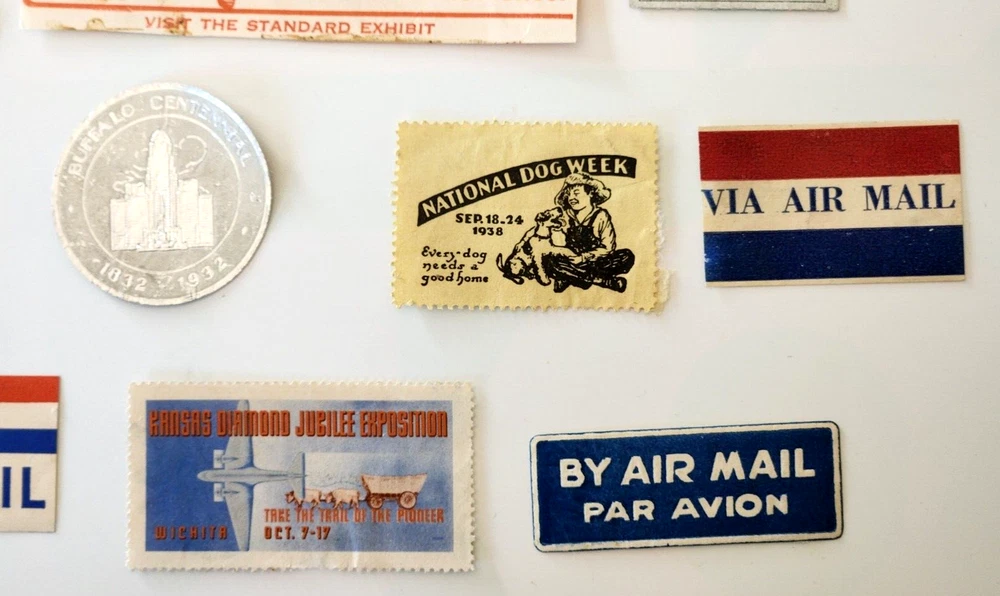 VISIT THE STANDARD EXHIBIT
BUFFALO CENTENNIAL
1832 1932
NATIONAL DOG WEEK
SEP. 18-24
1938
Every dog
needs a
good home
VIA AIR MAIL
IL
KANSAS DIAMOND JUBILEE EXPOSITION
TAKE THE TRAIL OF THE PIONEER
WICHITA OCT. 7-17
BY AIR MAIL
PAR AVION